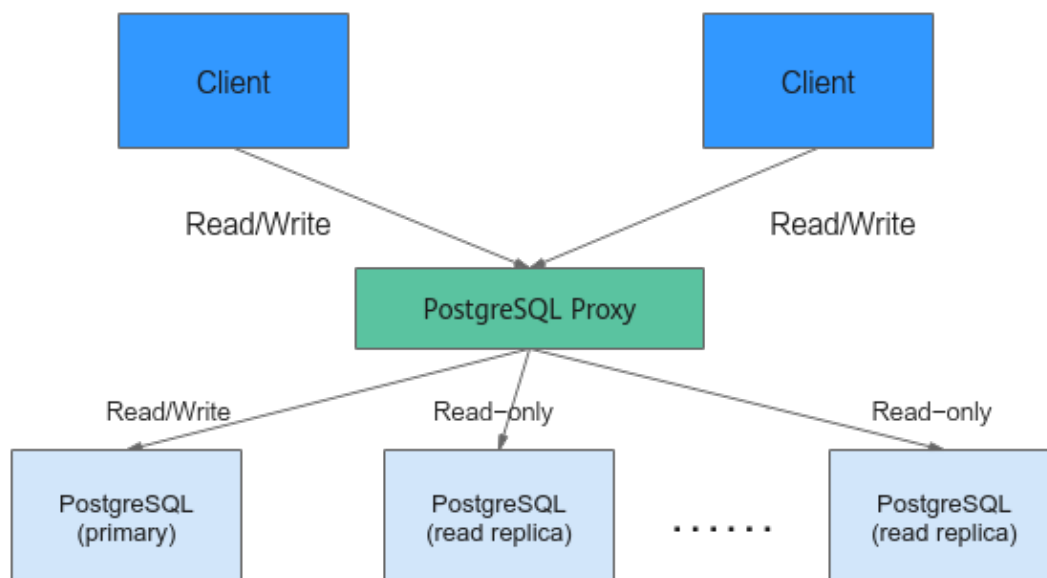 Client
Client
Read/Write
Read/Write
PostgreSQL Proxy
Read/Write
Read-only
Read-only
PostgreSQL
(primary)
PostgreSQL
(read replica)
......
PostgreSQL
(read replica)